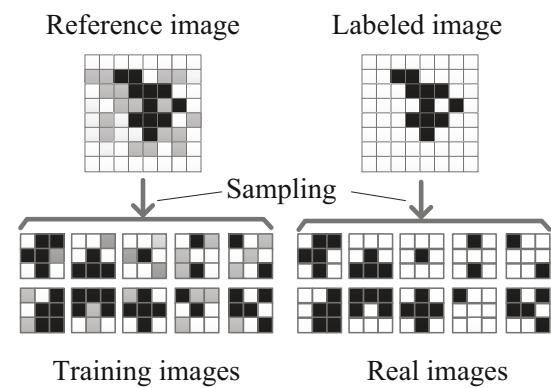 Reference image
Labeled image
Sampling
Training images
Real images